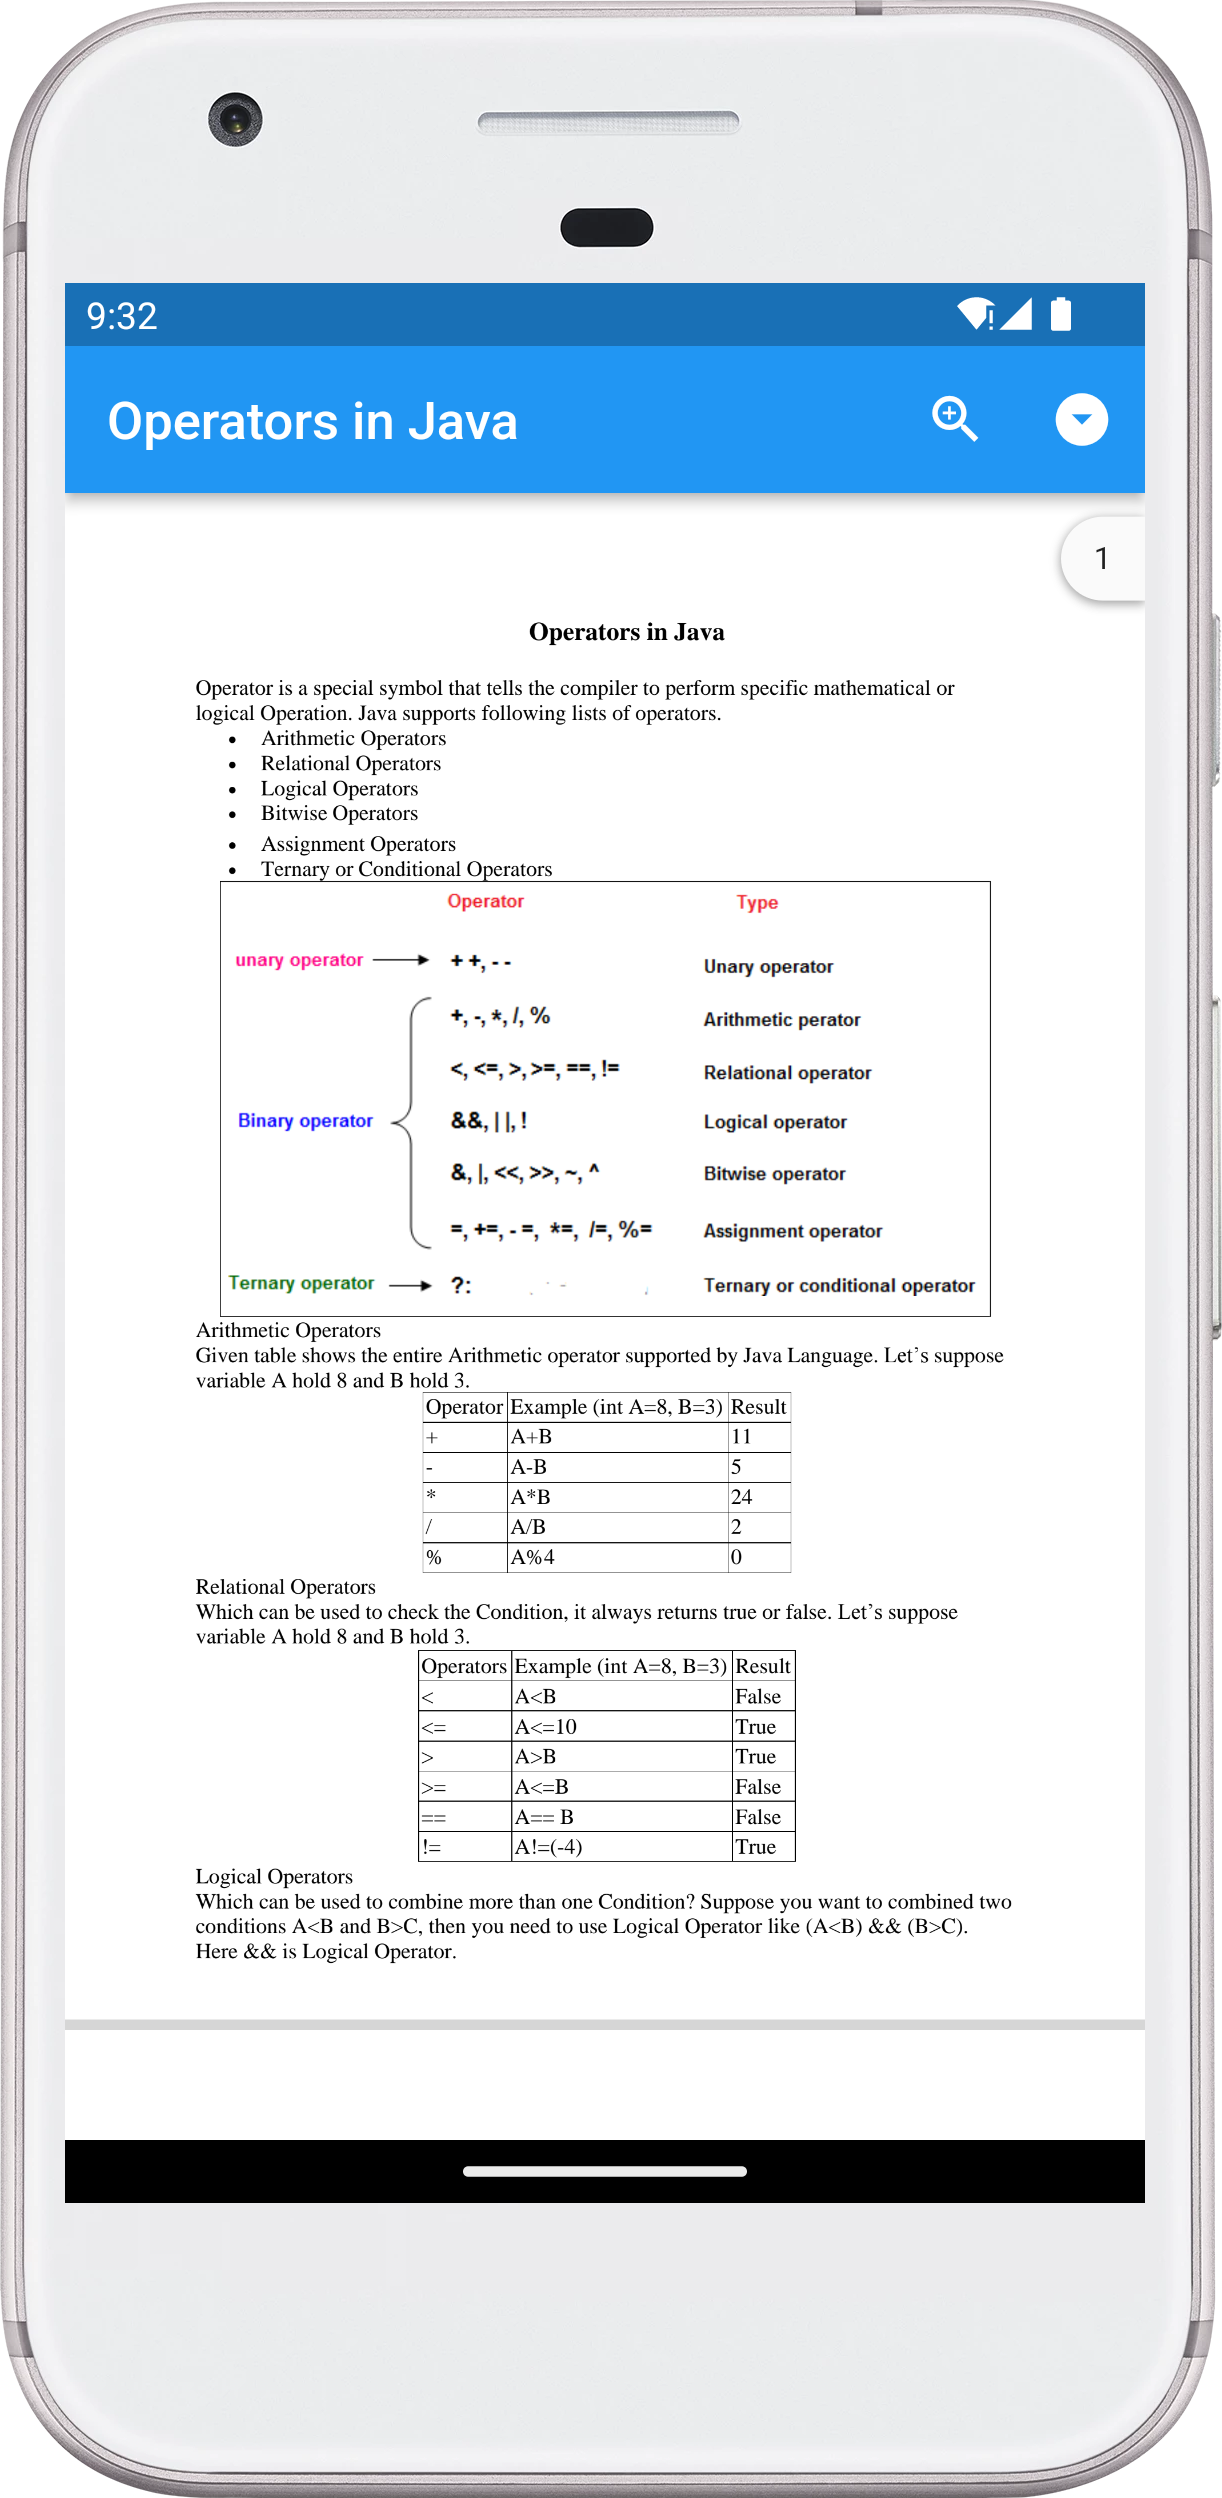 9:32
Operators in Java
1
Operators in Java
Operator is a special symbol that tells the compiler to perform specific mathematical or
logical Operation. Java supports following lists of operators.
• Arithmetic Operators
• Relational Operators
• Logical Operators
• Bitwise Operators
• Assignment Operators
• Ternary or Conditional Operators
Operator Type
unary operator + +, - - Unary operator
+, -, *, /, % Arithmetic perator
<, <=, >, >=, ==, != Relational operator
Binary operator &&, | |, ! Logical operator
&, |, <<, >>, ~, ^ Bitwise operator
=, +=, - =, *=, /=, %= Assignment operator
Ternary operator ?: Ternary or conditional operator
Arithmetic Operators
Given table shows the entire Arithmetic operator supported by Java Language. Let’s suppose
variable A hold 8 and B hold 3.
Operator Example (int A=8, B=3) Result
+ A+B 11
- A-B 5
* A*B 24
/ A/B 2
% A%4 0
Relational Operators
Which can be used to check the Condition, it always returns true or false. Let’s suppose
variable A hold 8 and B hold 3.
Operators Example (int A=8, B=3) Result
< A<B False
<= A<=10 True
> A>B True
>= A<=B False
== A== B False
!= A!=(-4) True
Logical Operators
Which can be used to combine more than one Condition? Suppose you want to combined two
conditions A<B and B>C, then you need to use Logical Operator like (A<B) && (B>C).
Here && is Logical Operator.